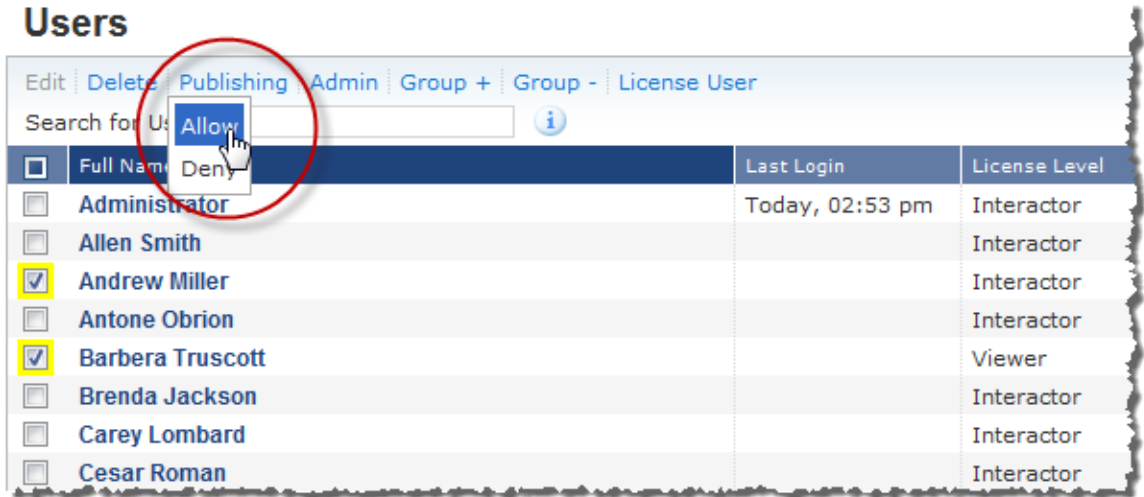 Users
Edit Delete Publishing Admin Group + Group - License User
Search for Us
Allow
Deny
Full Name Last Login License Level
Administrator Today, 02:53 pm Interactor
Allen Smith Interactor
Andrew Miller Interactor
Antone Obrion Interactor
Barbera Truscott Viewer
Brenda Jackson Interactor
Carey Lombard Interactor
Cesar Roman Interactor